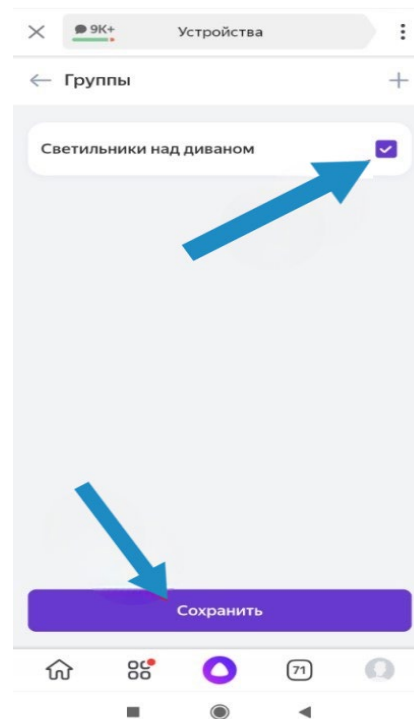 9K+ Устройства
Группы
Светильники над диваном
Сохранить
71